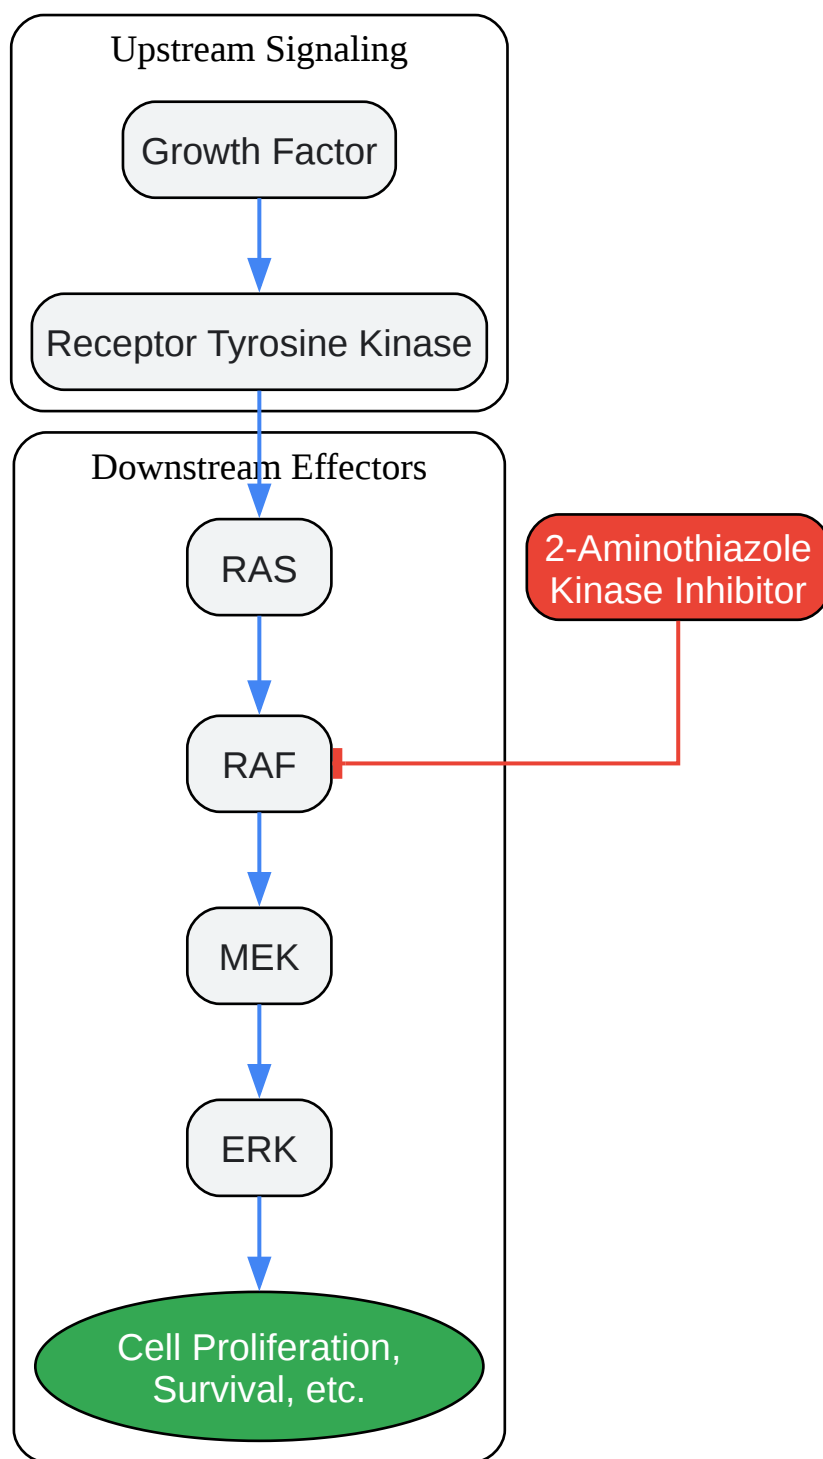 Upstream Signaling
Growth Factor
Receptor Tyrosine Kinase
Downstream Effectors
RAS
2-Aminothiazole
Kinase Inhibitor
RAF
MEK
ERK
Cell Proliferation,
Survival, etc.